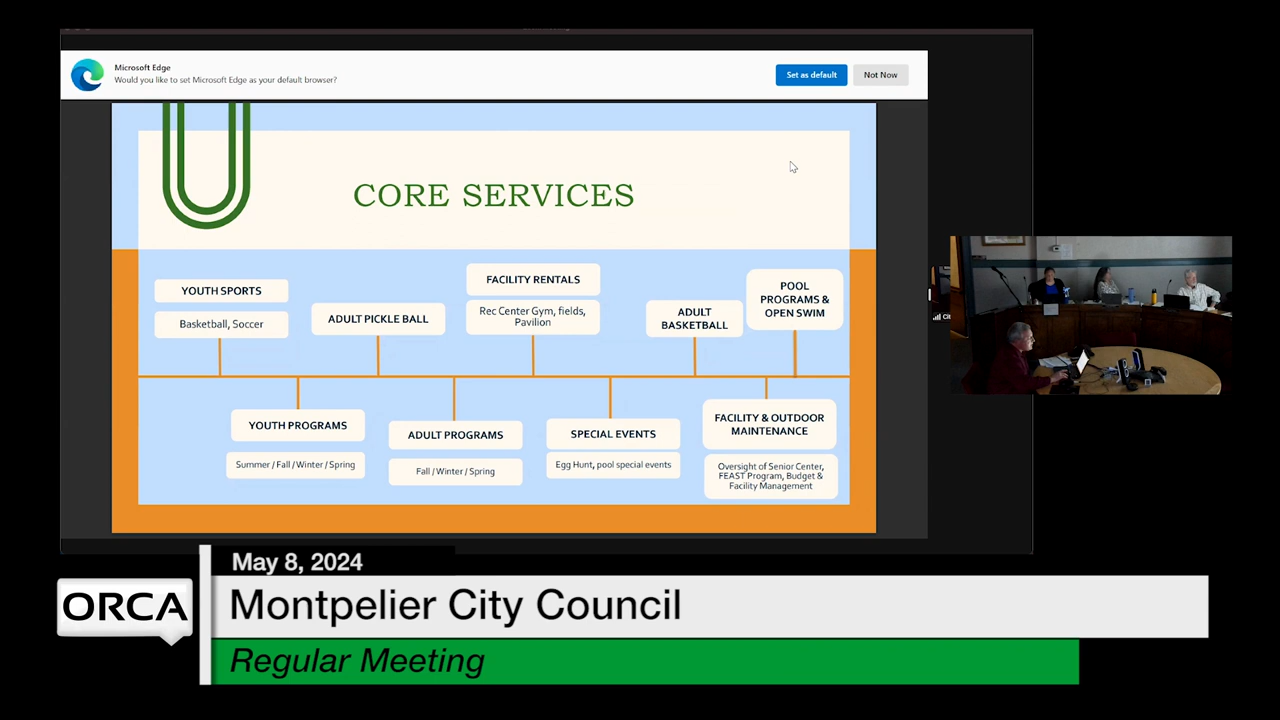 Microsoft Edge
Would you like to set Microsoft Edge as your default browser?
Set as default
Not Now
CORE SERVICES
YOUTH SPORTS
Basketball, Soccer
ADULT PICKLE BALL
FACILITY RENTALS
Rec Center Gym, fields,
Pavilion
ADULT
BASKETBALL
POOL
PROGRAMS &
OPEN SWIM
YOUTH PROGRAMS
Summer / Fall / Winter / Spring
ADULT PROGRAMS
Fall / Winter / Spring
SPECIAL EVENTS
Egg Hunt, pool special events
FACILITY & OUTDOOR
MAINTENANCE
Oversight of Senior Center,
FEAST Program, Budget &
Facility Management
May 8, 2024
ORCA
Montpelier City Council
Regular Meeting